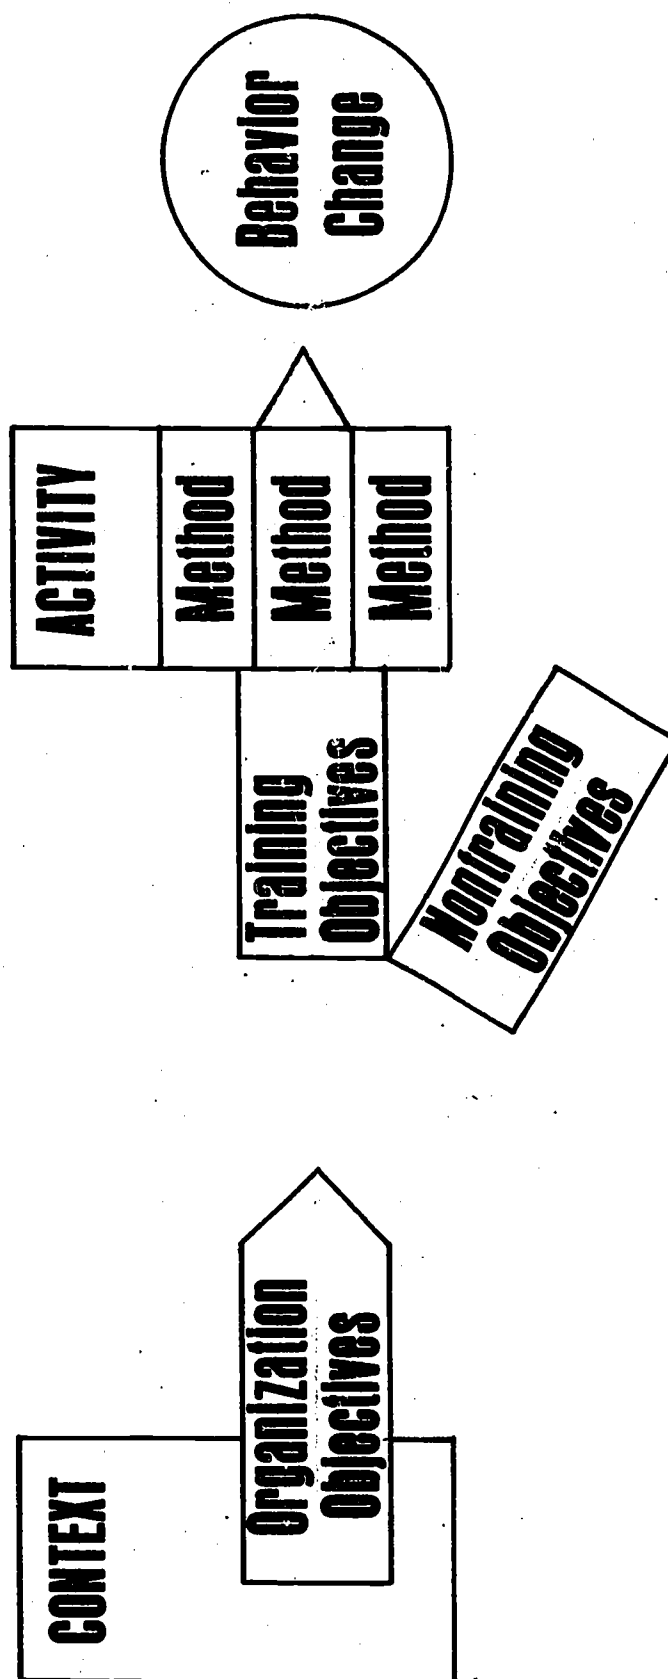 CONTEXT
Organization
Objectives
Training
Objectives
Nontraining
Objectives
ACTIVITY
Method
Method
Method
Behavior
Change